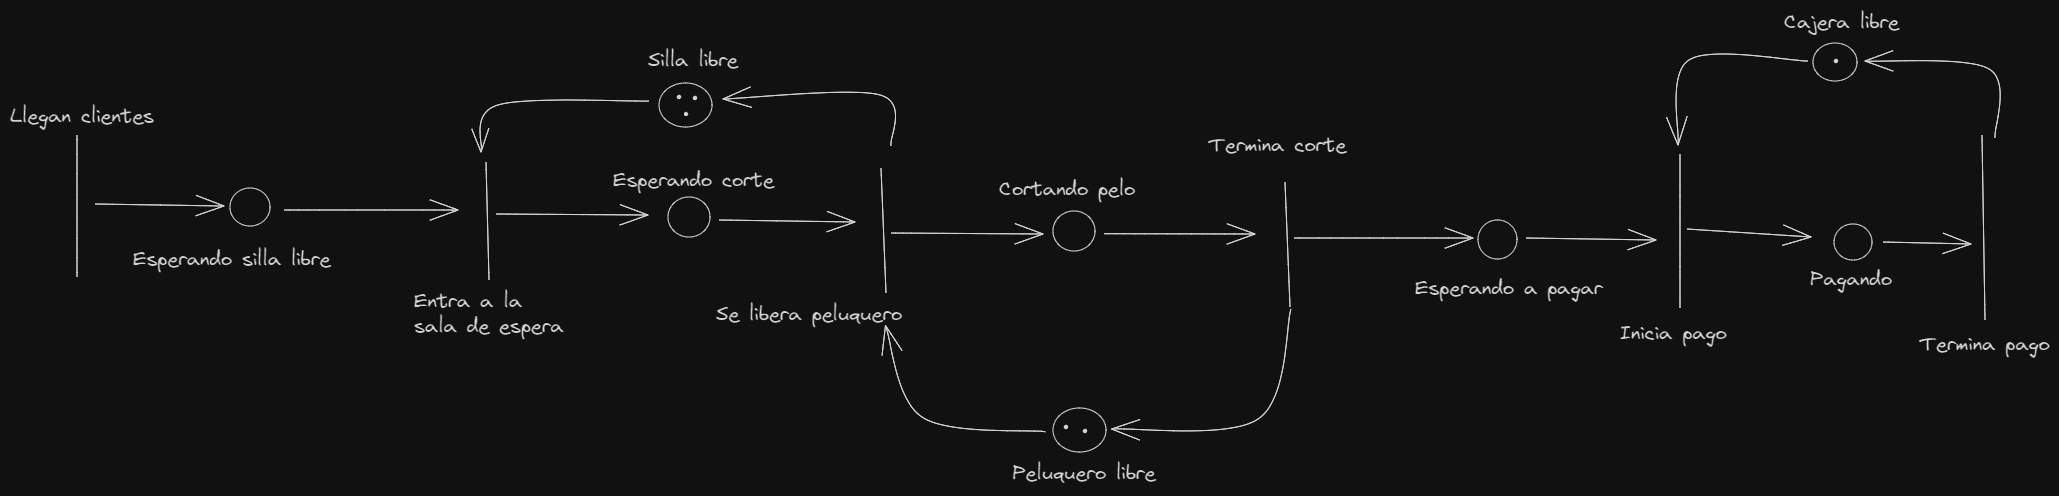 Llegan clientes
Esperando silla libre
Silla libre
Entra a la
sala de espera
Esperando corte
Se libera peluquero
Cortando pelo
Termina corte
Peluquero libre
Esperando a pagar
Cajera libre
Inicia pago
Pagando
Termina pago